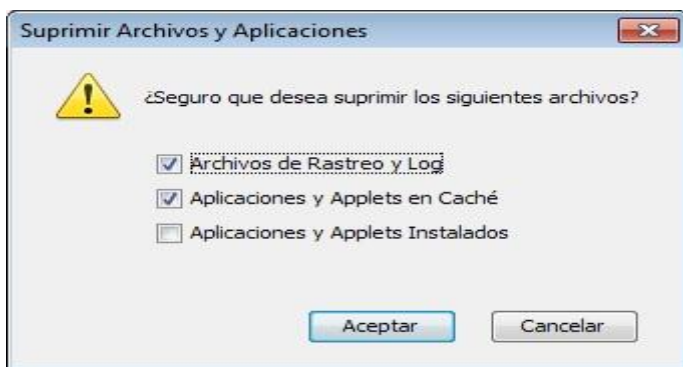 Suprimir Archivos y Aplicaciones
¿Seguro que desea suprimir los siguientes archivos?
Archivos de Rastreo y Log
Aplicaciones y Applets en Caché
Aplicaciones y Applets Instalados
Aceptar Cancelar